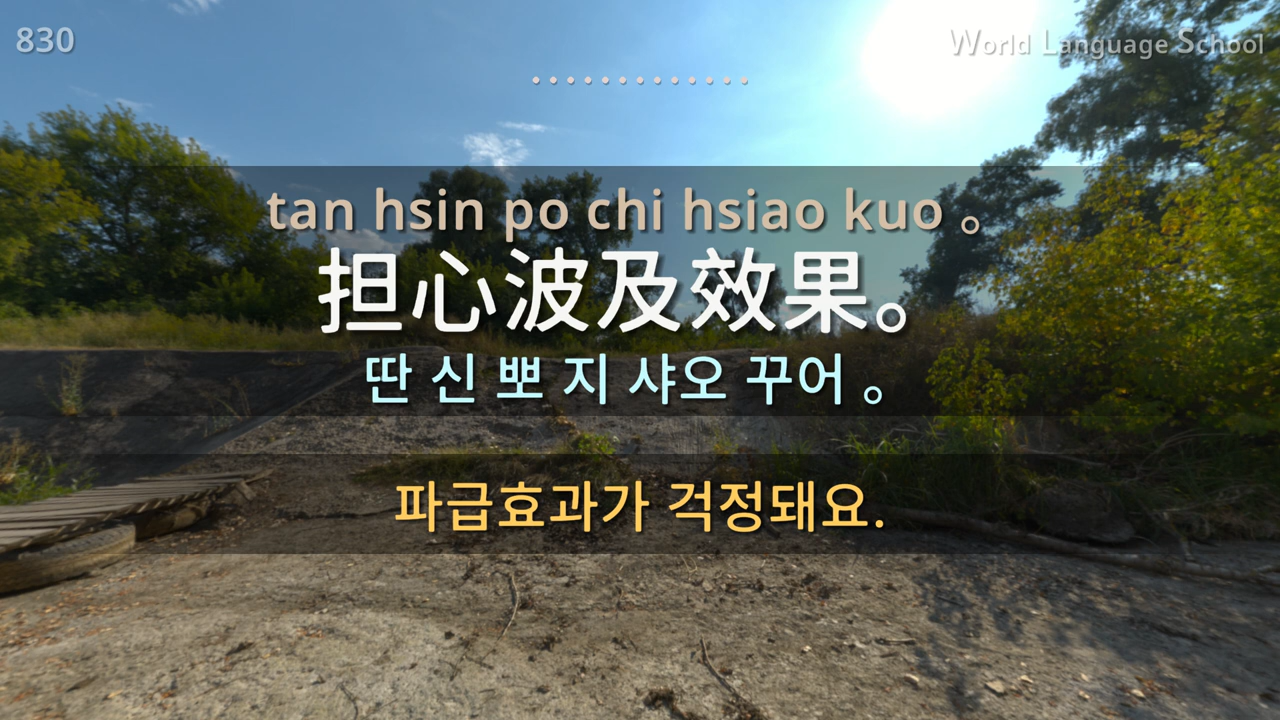 830
World Language School
tan hsin po chi hsiao kuo 。
担心波及效果。
딴 신 뽀 지 샤오 꾸어 。
파급효과가 걱정돼요.